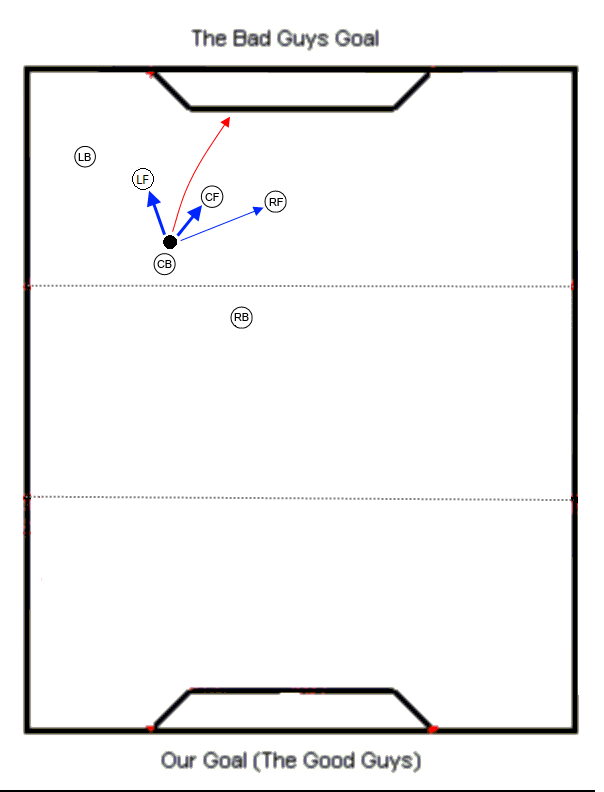 The Bad Guys Goal
LB
LF
CF
RF
CB
RB
Our Goal (The Good Guys)